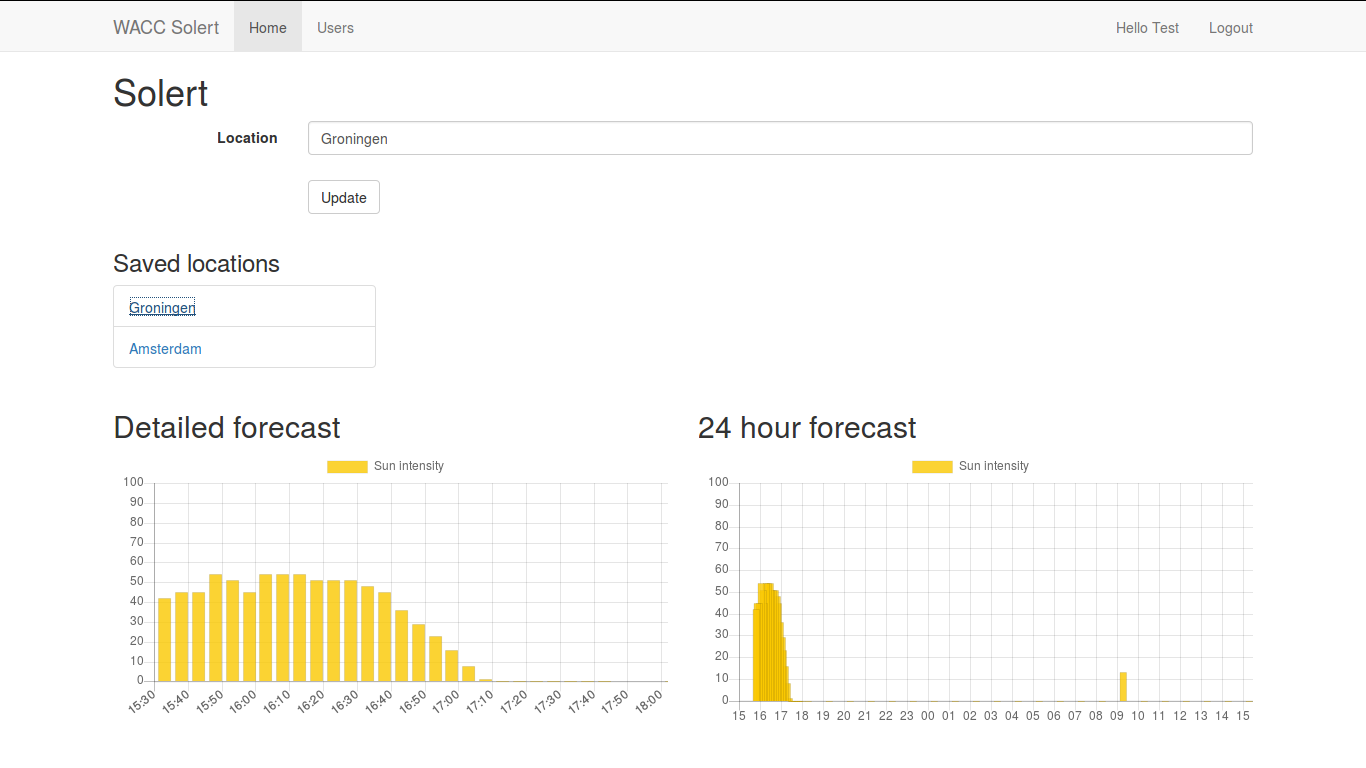 WACC Solert Home Users Hello Test Logout
Solert
Location Groningen
Update
Saved locations
Groningen
Amsterdam
Detailed forecast
Sun intensity
100
90
80
70
60
50
40
30
20
10
0
15:30 15:40 15:50 16:00 16:10 16:20 16:30 16:40 16:50 17:00 17:10 17:20 17:30 17:40 17:50 18:00
24 hour forecast
Sun intensity
100
90
80
70
60
50
40
30
20
10
0
15 16 17 18 19 20 21 22 23 00 01 02 03 04 05 06 07 08 09 10 11 12 13 14 15